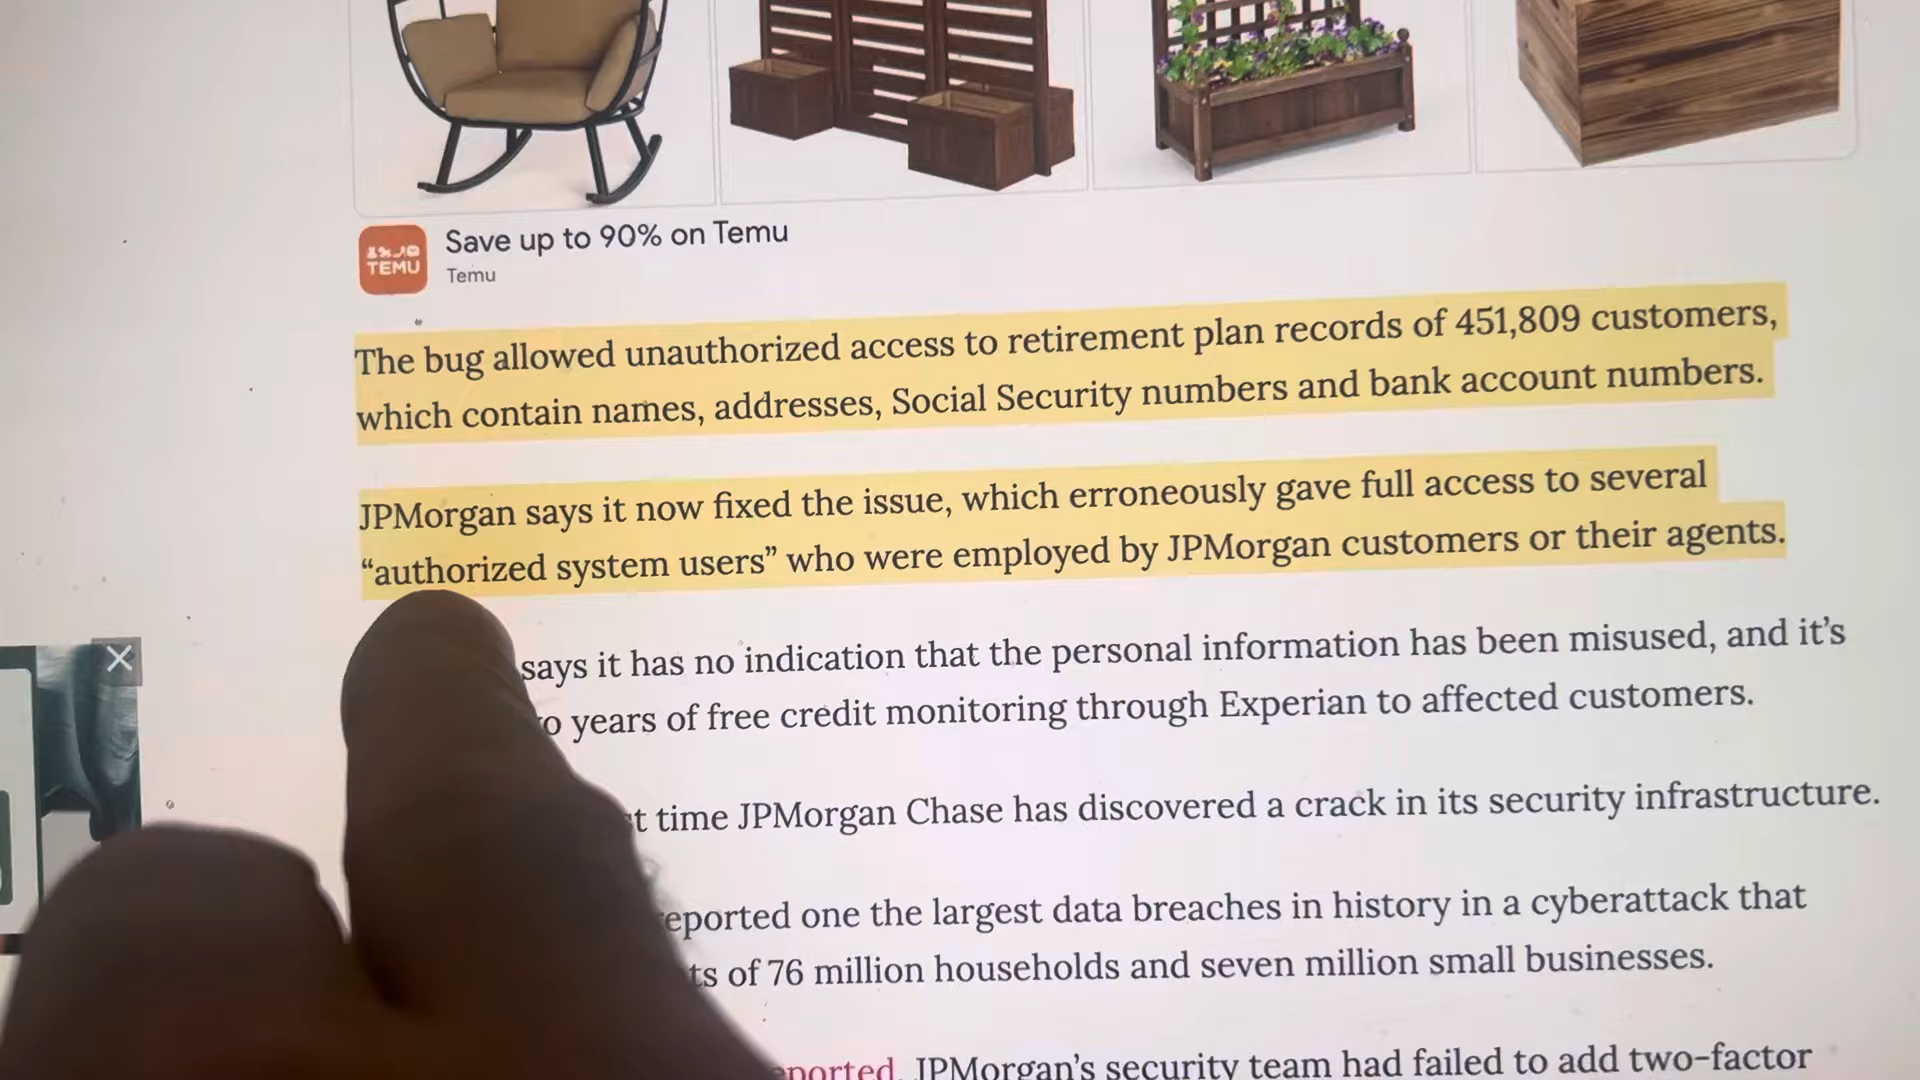 TEMU
Save up to 90% on Temu
Temu
The bug allowed unauthorized access to retirement plan records of 451,809 customers,
which contain names, addresses, Social Security numbers and bank account numbers.
JPMorgan says it now fixed the issue, which erroneously gave full access to several
“authorized system users” who were employed by JPMorgan customers or their agents.
says it has no indication that the personal information has been misused, and it’s
years of free credit monitoring through Experian to affected customers.
time JPMorgan Chase has discovered a crack in its security infrastructure.
one the largest data breaches in history in a cyberattack that
of 76 million households and seven million small businesses.
JPMorgan’s security team had failed to add two-factor